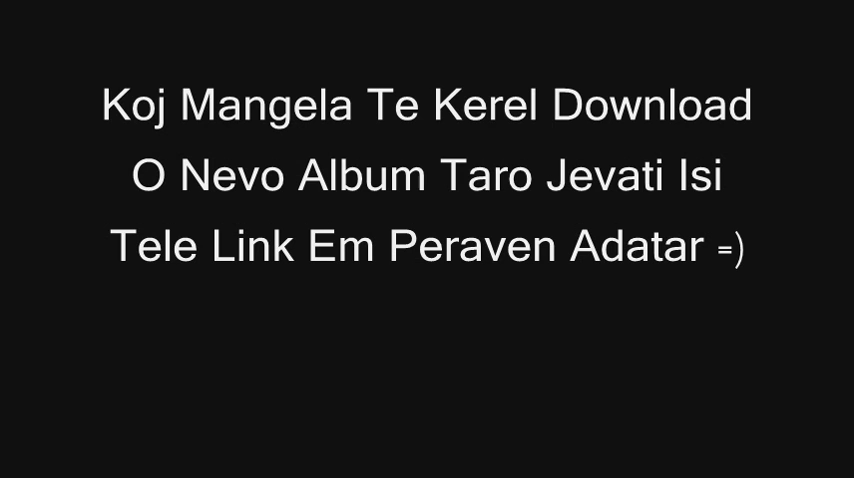 Koj Mangela Te Kerel Download
O Nevo Album Taro Jevati Isi
Tele Link Em Peraven Adatar =)